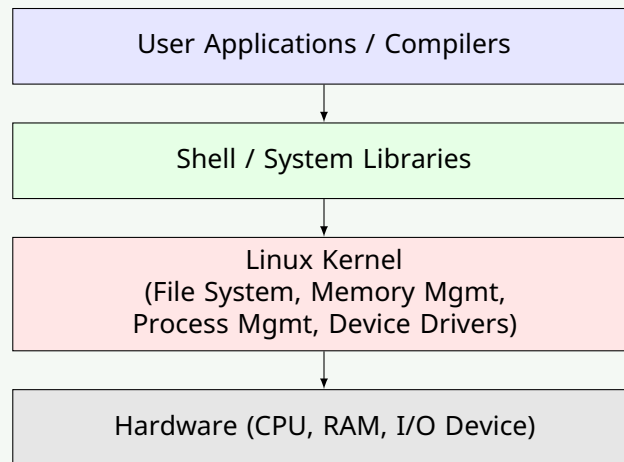 User Applications / Compilers
Shell / System Libraries
Linux Kernel
(File System, Memory Mgmt,
Process Mgmt, Device Drivers)
Hardware (CPU, RAM, I/O Device)